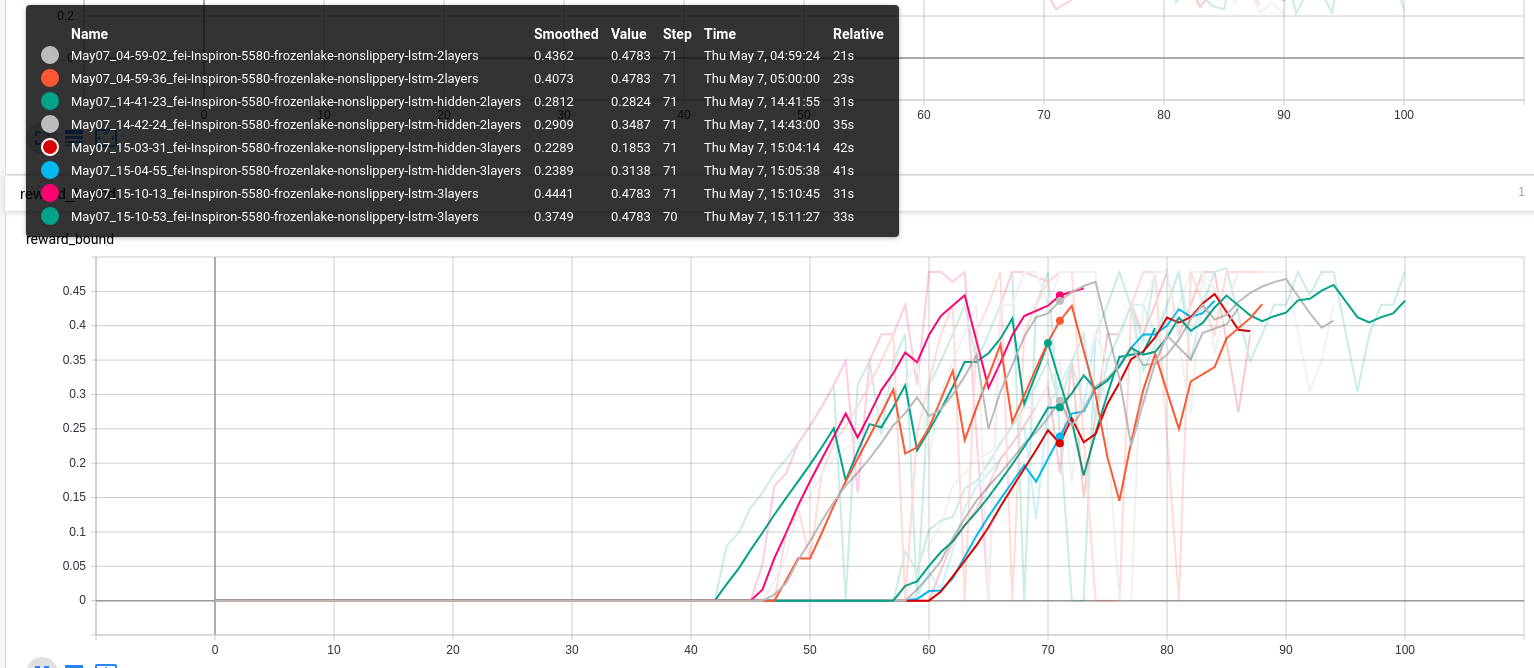 0.2
Name Smoothed Value Step Time Relative
May07_04-59-02_fei-Inspiron-5580-frozenlake-nonslippery-lstm-2layers 0.4362 0.4783 71 Thu May 7, 04:59:24 21s
May07_04-59-36_fei-Inspiron-5580-frozenlake-nonslippery-lstm-2layers 0.4073 0.4783 71 Thu May 7, 05:00:00 23s
May07_14-41-23_fei-Inspiron-5580-frozenlake-nonslippery-lstm-hidden-2layers 0.2812 0.2824 71 Thu May 7, 14:41:55 31s
May07_14-42-24_fei-Inspiron-5580-frozenlake-nonslippery-lstm-hidden-2layers 0.2909 0.3487 71 Thu May 7, 14:43:00 35s
May07_15-03-31_fei-Inspiron-5580-frozenlake-nonslippery-lstm-hidden-3layers 0.2289 0.1853 71 Thu May 7, 15:04:14 42s
May07_15-04-55_fei-Inspiron-5580-frozenlake-nonslippery-lstm-hidden-3layers 0.2389 0.3138 71 Thu May 7, 15:05:38 41s
May07_15-10-13_fei-Inspiron-5580-frozenlake-nonslippery-lstm-3layers 0.4441 0.4783 71 Thu May 7, 15:10:45 31s
May07_15-10-53_fei-Inspiron-5580-frozenlake-nonslippery-lstm-3layers 0.3749 0.4783 70 Thu May 7, 15:11:27 33s
0 10 20 30 40 50 60 70 80 90 100
1
reward_bound
0.45
0.4
0.35
0.3
0.25
0.2
0.15
0.1
0.05
0
0 10 20 30 40 50 60 70 80 90 100